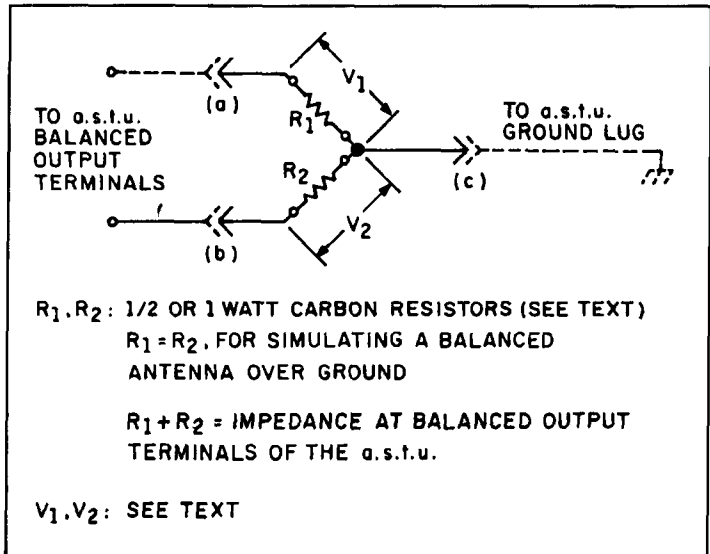 (a)
V1
R1
TO a.s.t.u.
BALANCED
OUTPUT
TERMINALS
TO a.s.t.u.
GROUND LUG
(c)
R2
V2
(b)
R1, R2: 1/2 OR 1 WATT CARBON RESISTORS (SEE TEXT)
R1=R2, FOR SIMULATING A BALANCED
ANTENNA OVER GROUND
R1+R2 = IMPEDANCE AT BALANCED OUTPUT
TERMINALS OF THE a.s.t.u.
V1, V2: SEE TEXT